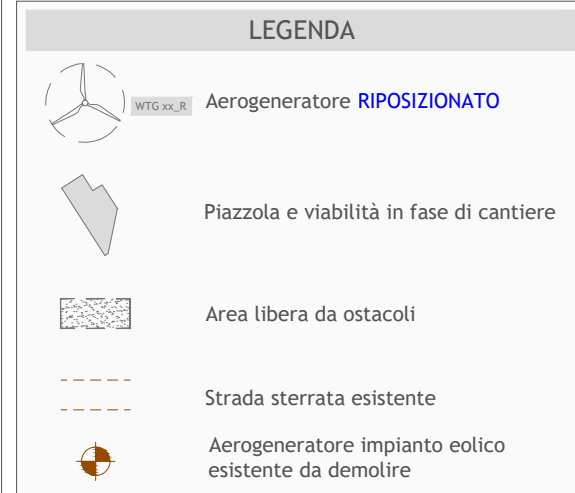 LEGENDA
WTG xx_R Aerogeneratore RIPOSIZIONATO
Piazzola e viabilità in fase di cantiere
Area libera da ostacoli
Strada sterrata esistente
Aerogeneratore impianto eolico
esistente da demolire